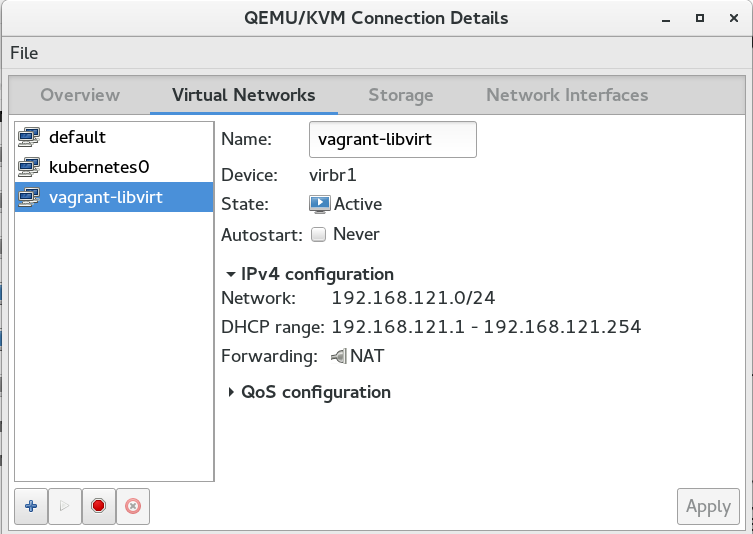 QEMU/KVM Connection Details
File
Overview Virtual Networks Storage Network Interfaces
default
kubernetes0
vagrant-libvirt
Name: vagrant-libvirt
Device: virbr1
State: Active
Autostart: Never
IPv4 configuration
Network: 192.168.121.0/24
DHCP range: 192.168.121.1 - 192.168.121.254
Forwarding: NAT
QoS configuration
Apply